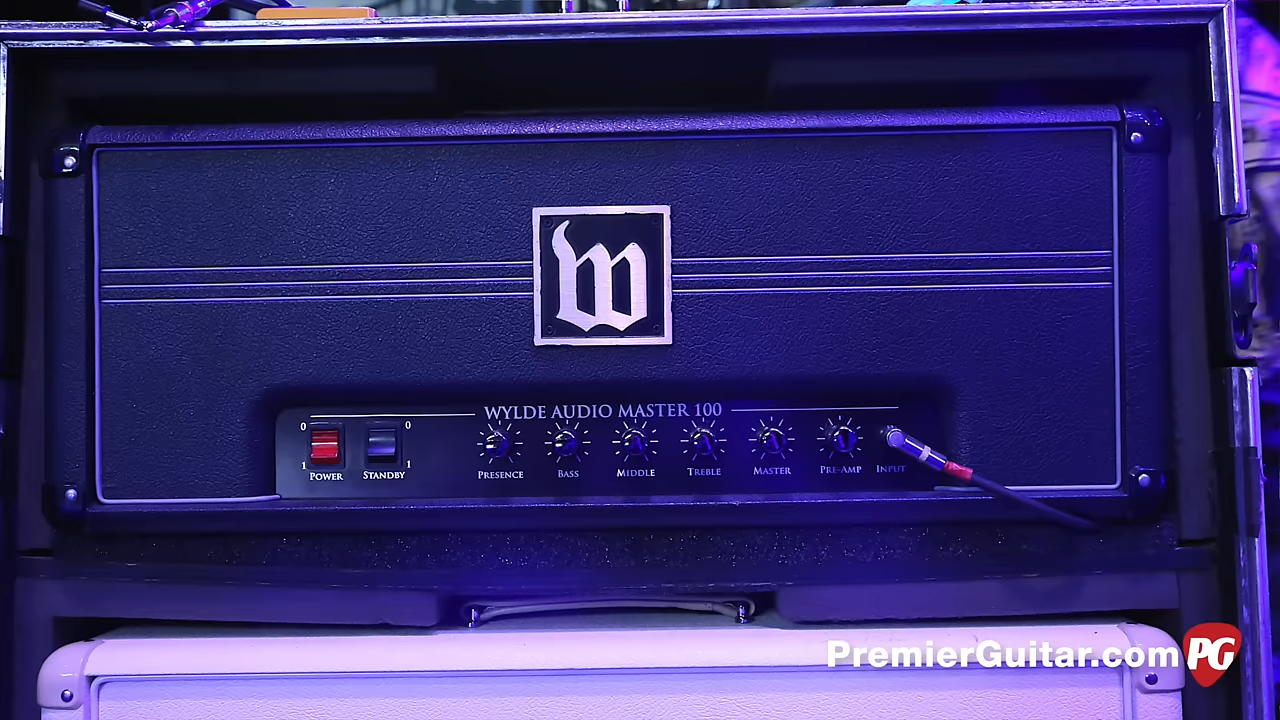 W
WYLDE AUDIO MASTER 100
0 0
1 1
POWER STANDBY PRESENCE BASS MIDDLE TREBLE MASTER PRE-AMP INPUT
PremierGuitar.com PG